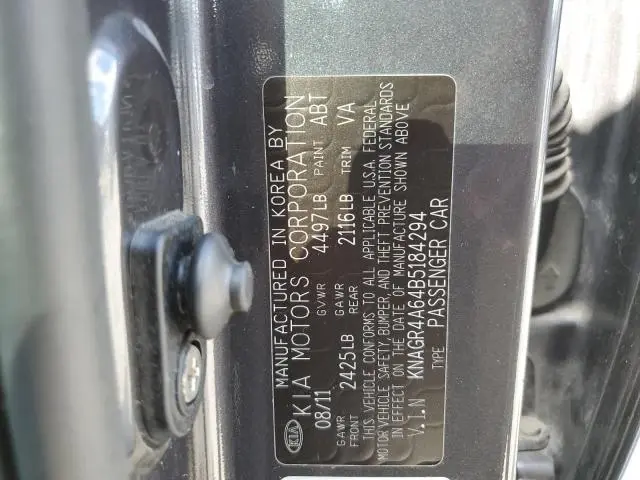 MANUFACTURED IN KOREA BY
KIA KIA MOTORS CORPORATION
08/11 GVWR 4497LB PAINT ABT
GAWR FRONT 2425LB GAWR REAR 2116LB TRIM VA
THIS VEHICLE CONFORMS TO ALL APPLICABLE U.S.A. FEDERAL
MOTOR VEHICLE SAFETY, BUMPER, AND THEFT PREVENTION STANDARDS
IN EFFECT ON THE DATE OF MANUFACTURE SHOWN ABOVE
V.I.N KNAGR4A64B5184294
TYPE PASSENGER CAR